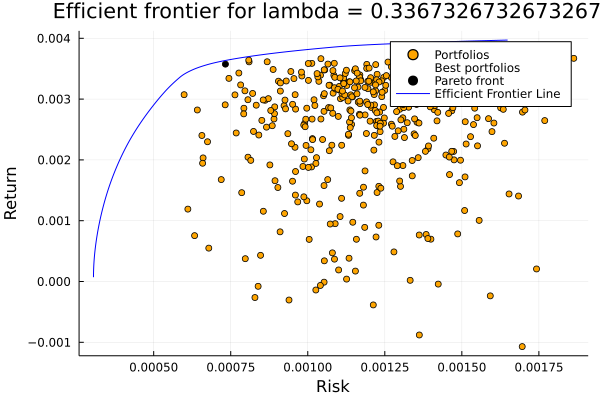 Efficient frontier for lambda = 0.3367326732673267
Return
0.004
0.003
0.002
0.001
0.000
−0.001
Portfolios
Best portfolios
Pareto front
Efficient Frontier Line
0.00050 0.00075 0.00100 0.00125 0.00150 0.00175
Risk